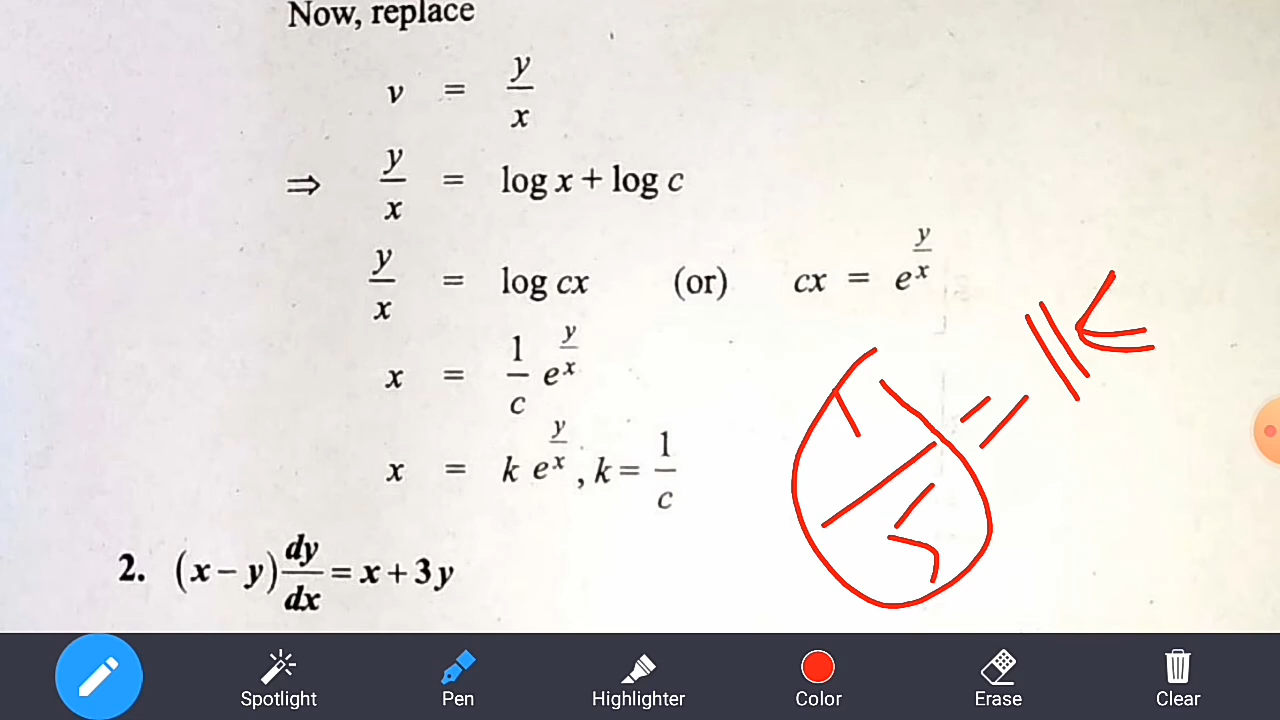 Now, replace
v = y/x
⇒ y/x = log x + log c
y/x = log cx (or) cx = e^(y/x)
x = 1/c e^(y/x)
x = k e^(y/x), k = 1/c
2. (x − y) dy/dx = x + 3y
Spotlight Pen Highlighter Color Erase Clear